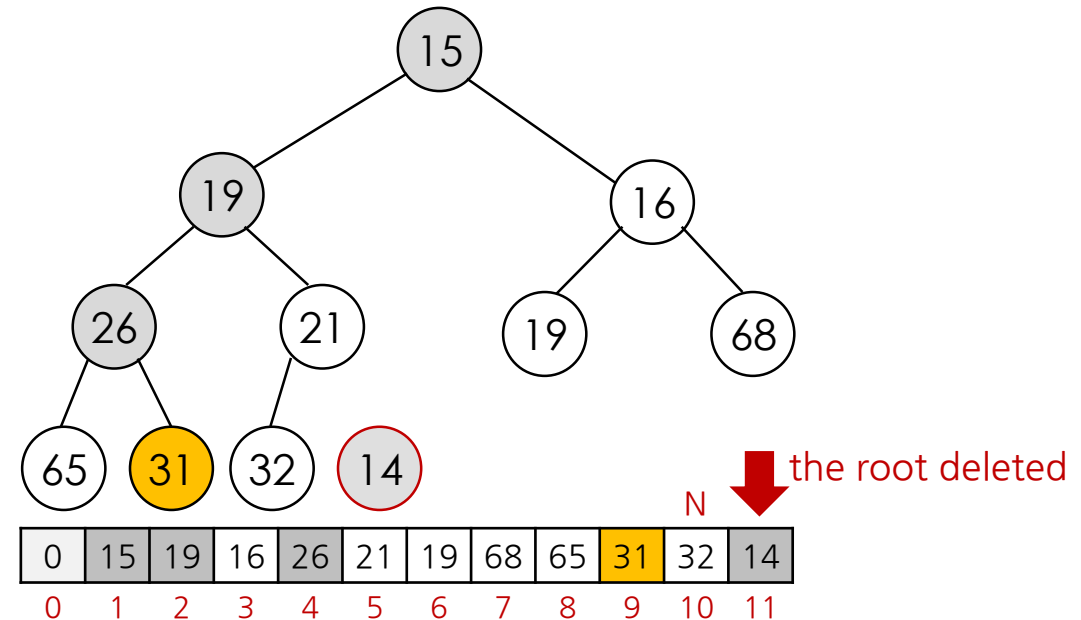 15
19 16
26 21 19 68
65 31 32 14
the root deleted
N
0 15 19 16 26 21 19 68 65 31 32 14
0 1 2 3 4 5 6 7 8 9 10 11